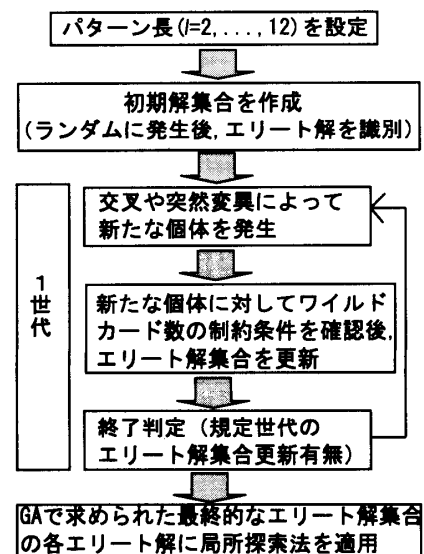 パターン長(l=2,...,12)を設定
初期解集合を作成
(ランダムに発生後,エリート解を識別)
1世代
交叉や突然変異によって
新たな個体を発生
新たな個体に対してワイルド
カード数の制約条件を確認後,
エリート解集合を更新
終了判定(規定世代の
エリート解集合更新有無)
GAで求められた最終的なエリート解集合
の各エリート解に局所探索法を適用